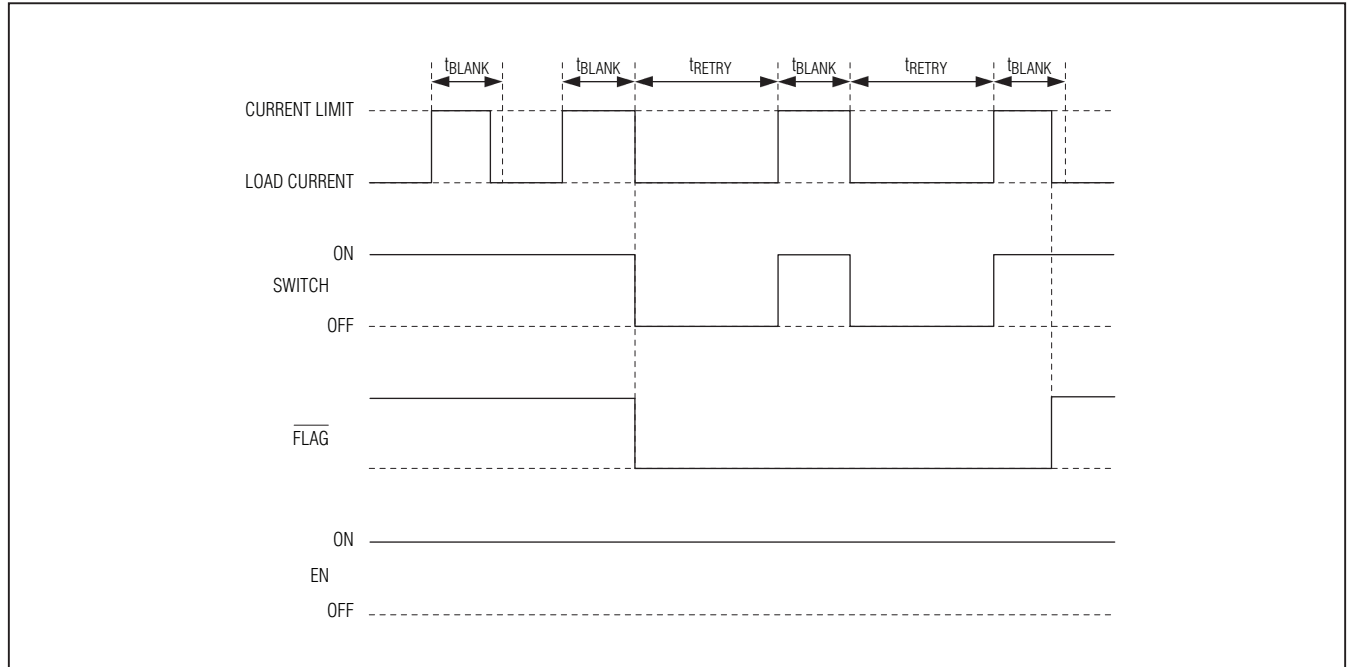 tBLANK tBLANK tRETRY tBLANK tRETRY tBLANK
CURRENT LIMIT
LOAD CURRENT
ON
SWITCH
OFF
FLAG
ON
EN
OFF